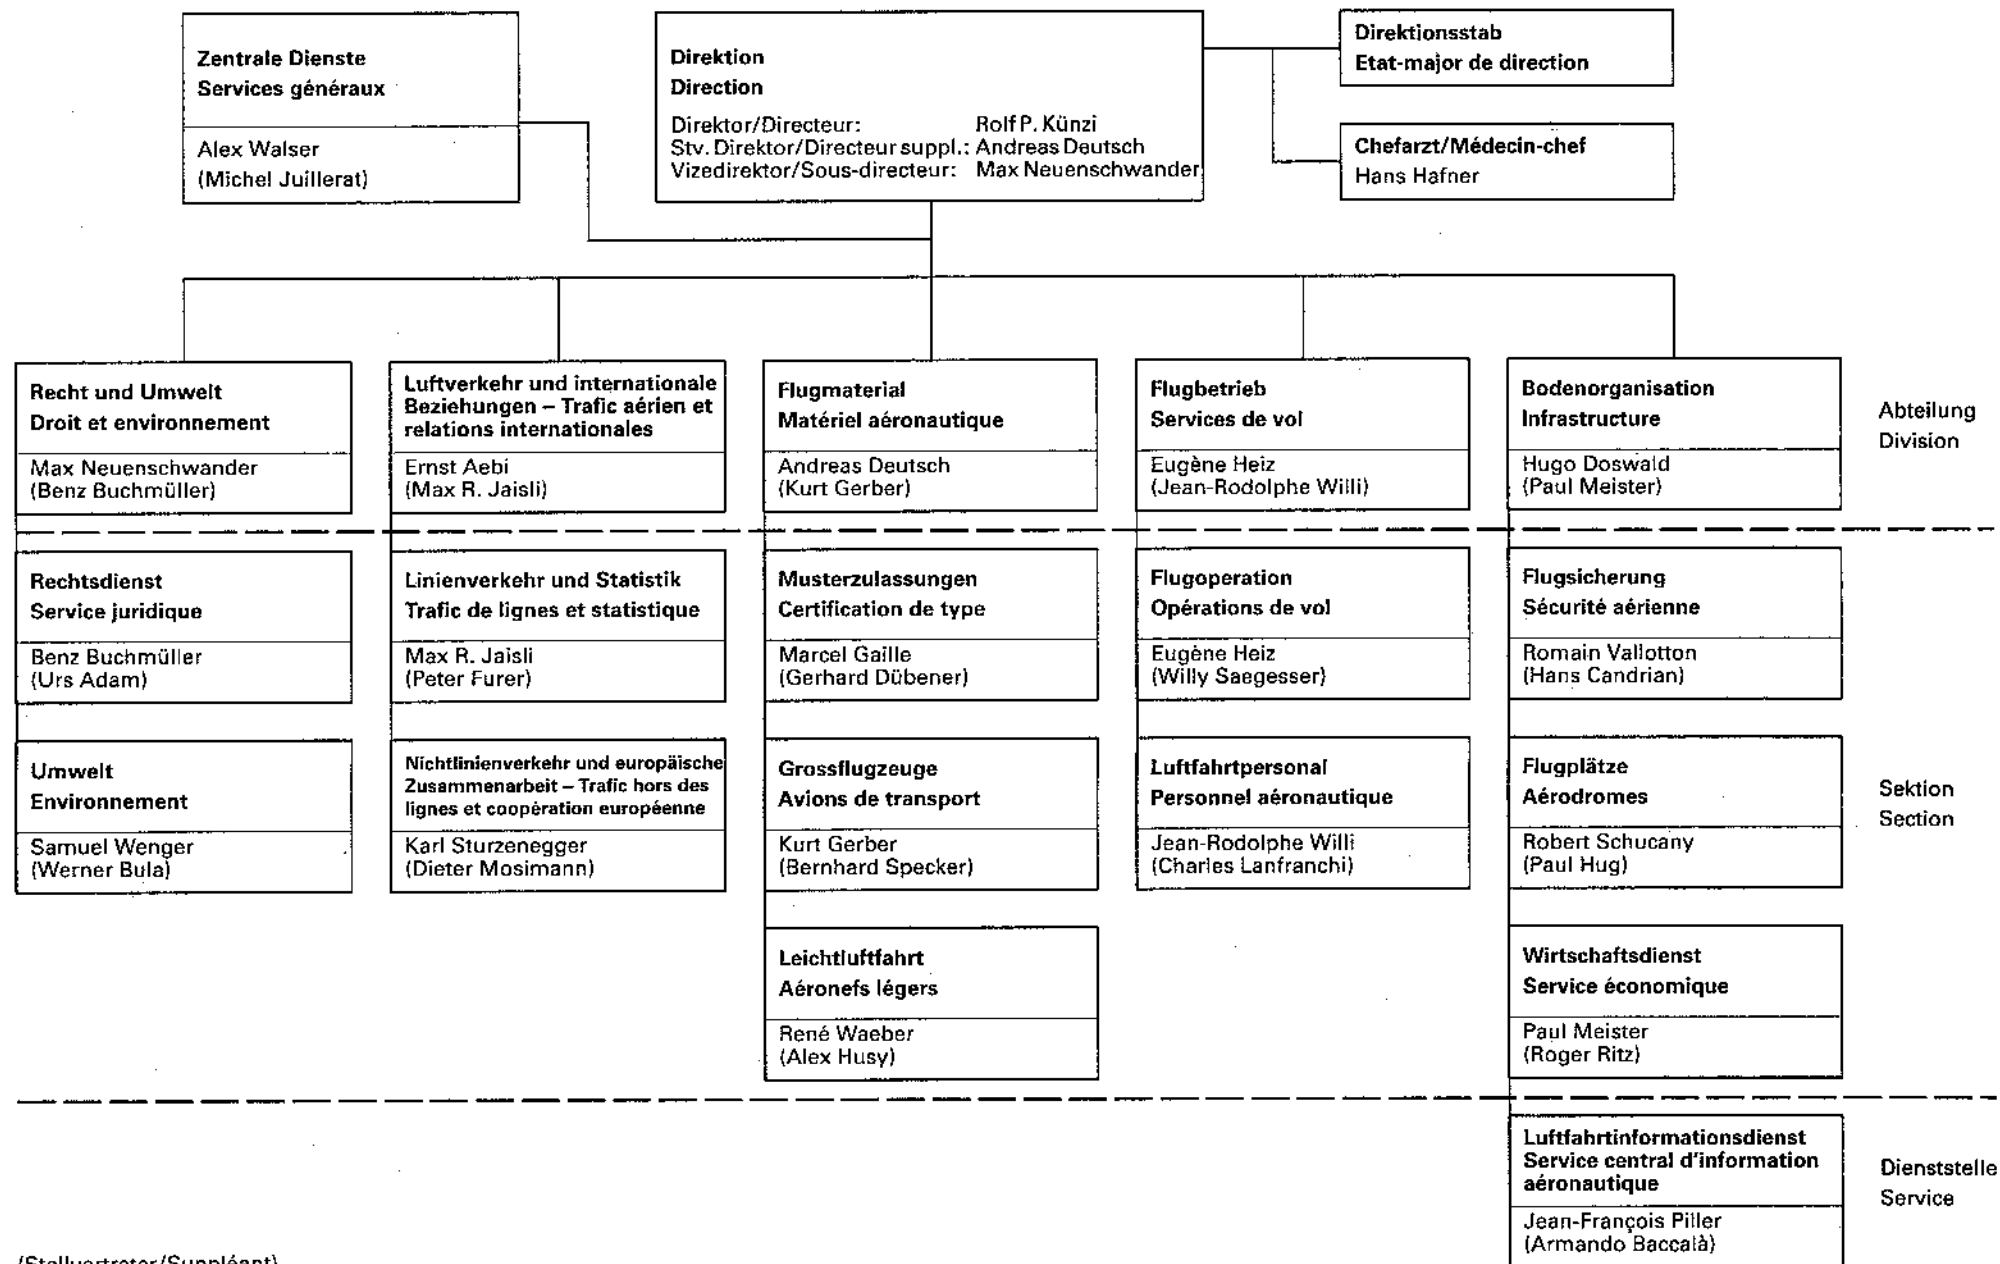 Zentrale Dienste
Services généraux
Alex Walser
(Michel Juillerat)
Direktion
Direction
Direktor/Directeur: Rolf P. Künzi
Stv. Direktor/Directeur suppl.: Andreas Deutsch
Vizedirektor/Sous-directeur: Max Neuenschwander
Direktionsstab
Etat-major de direction
Chefarzt/Médecin-chef
Hans Hafner
Recht und Umwelt
Droit et environnement
Max Neuenschwander
(Benz Buchmüller)
Luftverkehr und internationale
Beziehungen – Trafic aérien et
relations internationales
Ernst Aebi
(Max R. Jaisli)
Flugmaterial
Matériel aéronautique
Andreas Deutsch
(Kurt Gerber)
Flugbetrieb
Services de vol
Eugène Heiz
(Jean-Rodolphe Willi)
Bodenorganisation
Infrastructure
Hugo Doswald
(Paul Meister)
Abteilung
Division
Rechtsdienst
Service juridique
Benz Buchmüller
(Urs Adam)
Linienverkehr und Statistik
Trafic de lignes et statistique
Max R. Jaisli
(Peter Furer)
Musterzulassungen
Certification de type
Marcel Gaille
(Gerhard Dübener)
Flugoperation
Opérations de vol
Eugène Heiz
(Willy Saegesser)
Flugsicherung
Sécurité aérienne
Romain Vallotton
(Hans Candrian)
Umwelt
Environnement
Samuel Wenger
(Werner Bula)
Nichtlinienverkehr und europäische
Zusammenarbeit – Trafic hors des
lignes et coopération européenne
Karl Sturzenegger
(Dieter Mosimann)
Grossflugzeuge
Avions de transport
Kurt Gerber
(Bernhard Specker)
Luftfahrtpersonal
Personnel aéronautique
Jean-Rodolphe Willi
(Charles Lanfranchi)
Flugplätze
Aérodromes
Robert Schucany
(Paul Hug)
Sektion
Section
Leichtluftfahrt
Aéronefs légers
René Waeber
(Alex Husy)
Wirtschaftsdienst
Service économique
Paul Meister
(Roger Ritz)
Luftfahrtinformationsdienst
Service central d'information
aéronautique
Jean-François Piller
(Armando Baccalà)
Dienststelle
Service
(Stellvertreter/Suppléant)